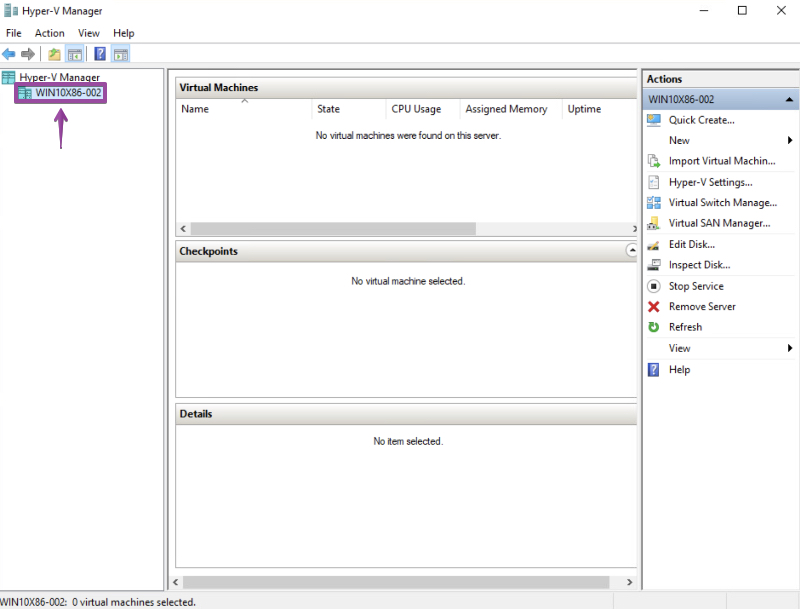 Hyper-V Manager
File Action View Help
Hyper-V Manager
WIN10X86-002
Virtual Machines
Name State CPU Usage Assigned Memory Uptime
No virtual machines were found on this server.
Checkpoints
No virtual machine selected.
Details
No item selected.
Actions
WIN10X86-002
Quick Create...
New
Import Virtual Machin...
Hyper-V Settings...
Virtual Switch Manage...
Virtual SAN Manager...
Edit Disk...
Inspect Disk...
Stop Service
Remove Server
Refresh
View
Help
WIN10X86-002: 0 virtual machines selected.